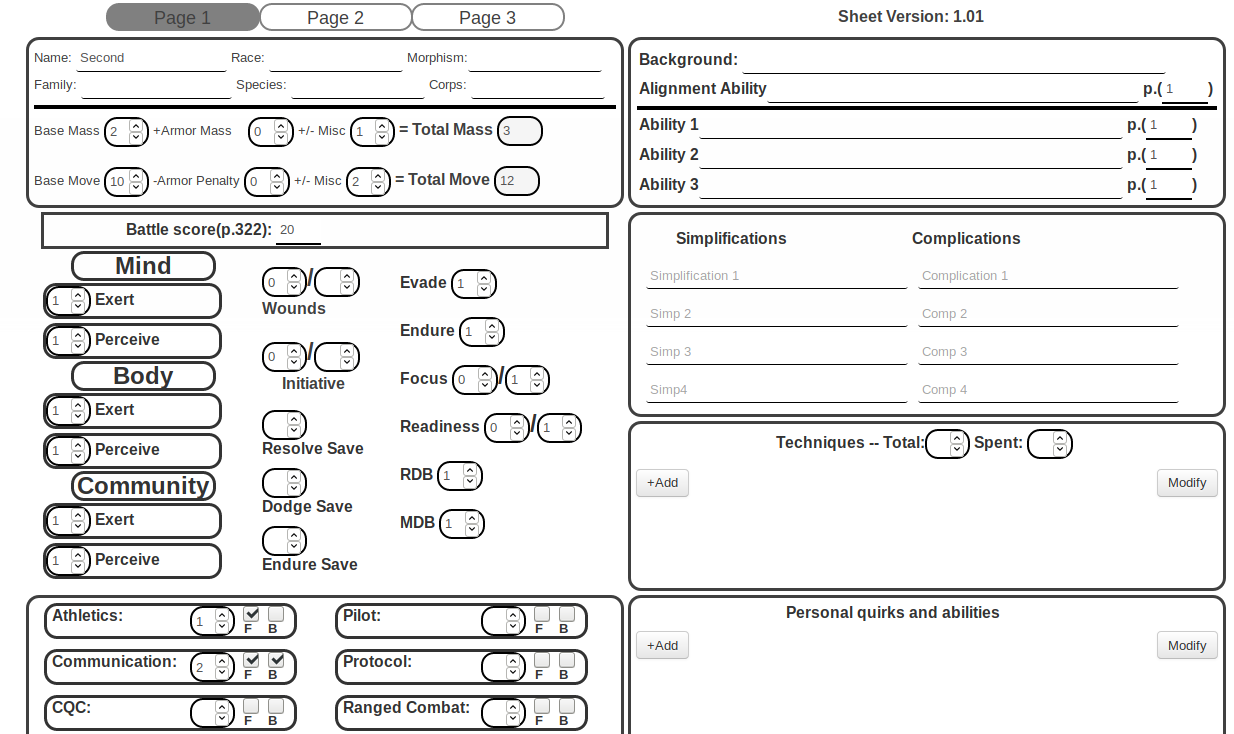 Page 1 Page 2 Page 3 Sheet Version: 1.01
Name: Second Race: Morphism:
Family: Species: Corps:
Base Mass 2 +Armor Mass 0 +/- Misc 1 = Total Mass 3
Base Move 10 -Armor Penalty 0 +/- Misc 2 = Total Move 12
Background:
Alignment Ability p.( 1 )
Ability 1 p.( 1 )
Ability 2 p.( 1 )
Ability 3 p.( 1 )
Battle score(p.322): 20
Mind
1 Exert
1 Perceive
Body
1 Exert
1 Perceive
Community
1 Exert
1 Perceive
0 /
Wounds
0 /
Initiative
Resolve Save
Dodge Save
Endure Save
Evade 1
Endure 1
Focus 0 / 1
Readiness 0 / 1
RDB 1
MDB 1
Simplifications Complications
Simplification 1 Complication 1
Simp 2 Comp 2
Simp 3 Comp 3
Simp4 Comp 4
Techniques -- Total: Spent:
+Add Modify
Athletics: 1 F B
Communication: 2 F B
CQC: F B
Pilot: F B
Protocol: F B
Ranged Combat: F B
Personal quirks and abilities
+Add Modify